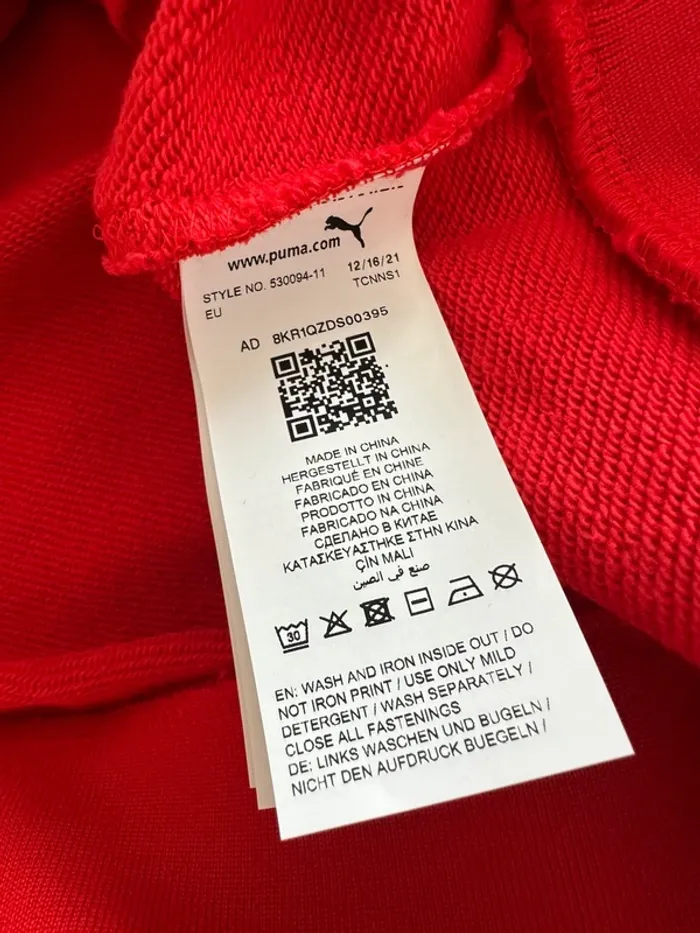 www.puma.com
STYLE NO. 530094-11 12/16/21
EU TCNNS1
AD 8KR1QZDS00395
MADE IN CHINA
HERGESTELLT IN CHINA
FABRIQUÉ EN CHINE
FABRICADO EN CHINA
PRODOTTO IN CHINA
FABRICADO NA CHINA
СДЕЛАНО В КИТАЕ
ΚΑΤΑΣΚΕΥΑΣΤΗΚΕ ΣΤΗΝ ΚΙΝΑ
ÇİN MALI
صنع في الصين
30
EN: WASH AND IRON INSIDE OUT / DO
NOT IRON PRINT / USE ONLY MILD
DETERGENT / WASH SEPARATELY /
CLOSE ALL FASTENINGS
DE: LINKS WASCHEN UND BUGELN /
NICHT DEN AUFDRUCK BUEGELN /